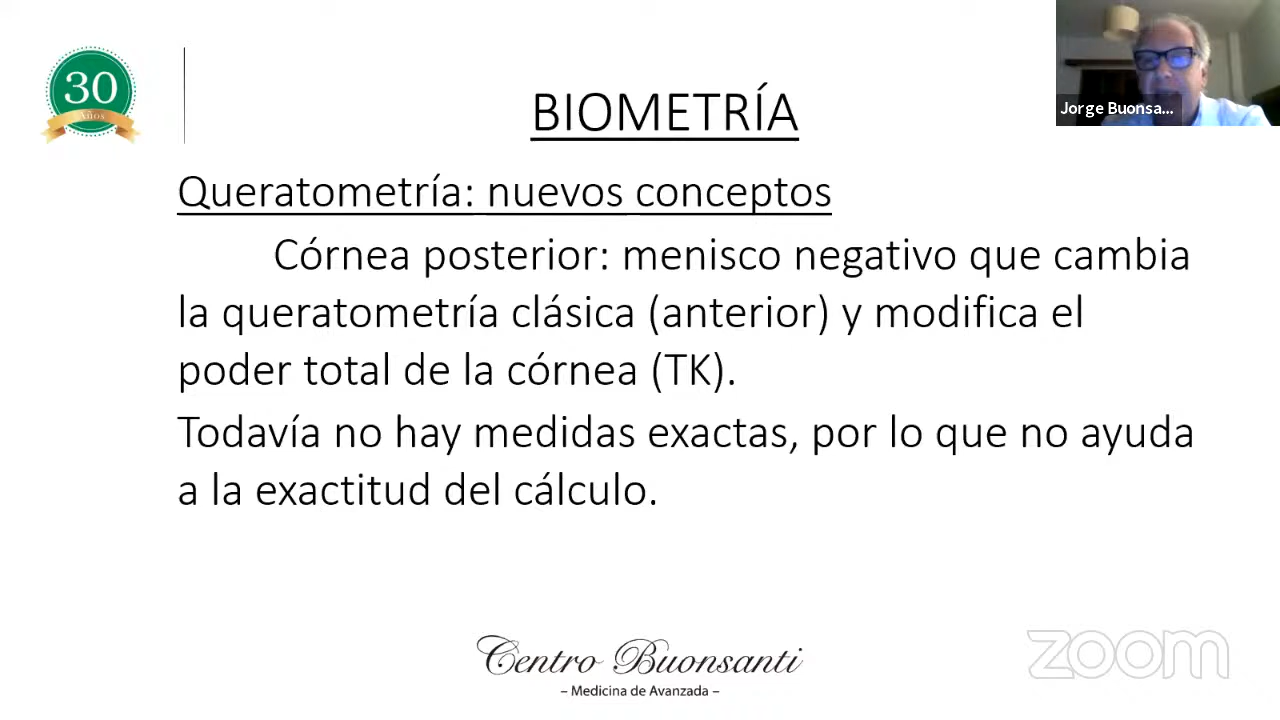 30
Años
BIOMETRÍA
Jorge Buonsa...
Queratometría: nuevos conceptos
Córnea posterior: menisco negativo que cambia
la queratometría clásica (anterior) y modifica el
poder total de la córnea (TK).
Todavía no hay medidas exactas, por lo que no ayuda
a la exactitud del cálculo.
Centro Buonsanti
– Medicina de Avanzada –
zoom